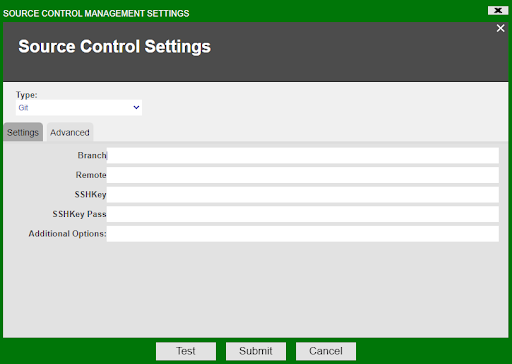 SOURCE CONTROL MANAGEMENT SETTINGS
Source Control Settings
Type:
Git
Settings Advanced
Branch
Remote
SSHKey
SSHKey Pass
Additional Options:
Test Submit Cancel